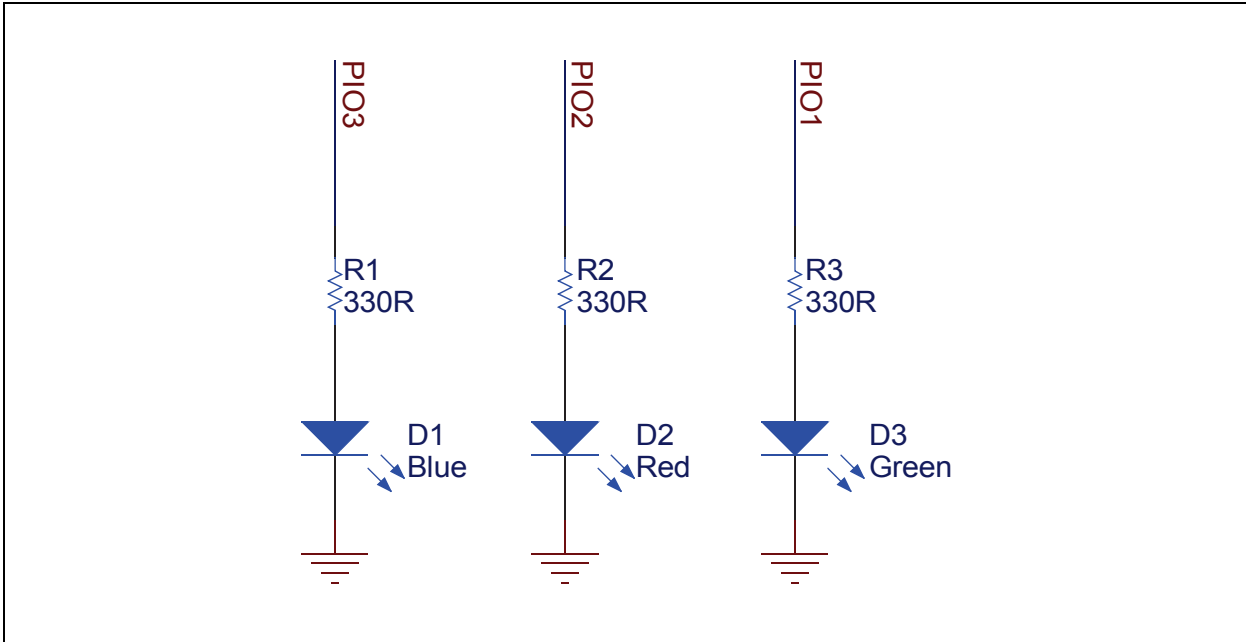 PIO3
PIO2
PIO1
R1
330R
R2
330R
R3
330R
D1
Blue
D2
Red
D3
Green